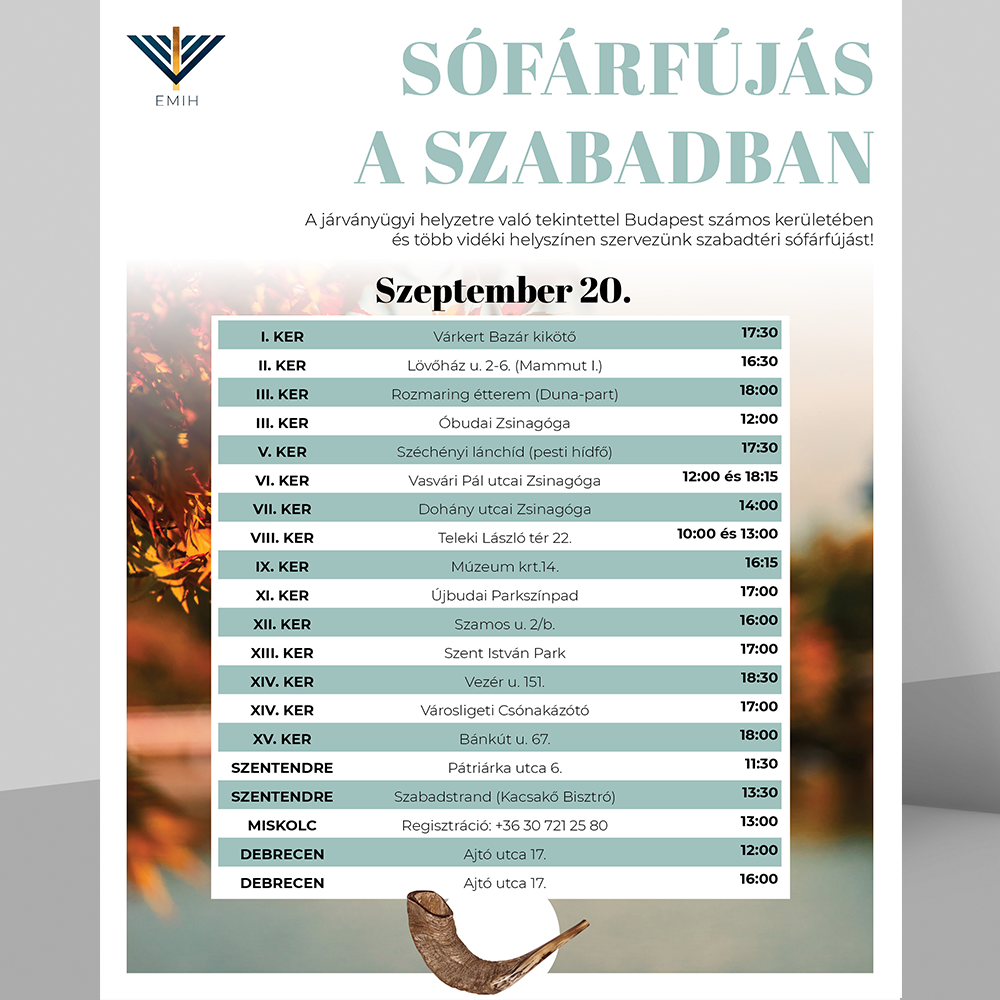 EMIH
SÓFÁRFÚJÁS
A SZABADBAN
A járványügyi helyzetre való tekintettel Budapest számos kerületében
és több vidéki helyszínen szervezünk szabadtéri sófárfújást!
Szeptember 20.
I. KER Várkert Bazár kikötő 17:30
II. KER Lövőház u. 2-6. (Mammut I.) 16:30
III. KER Rozmaring étterem (Duna-part) 18:00
III. KER Óbudai Zsinagóga 12:00
V. KER Széchényi lánchíd (pesti hídfő) 17:30
VI. KER Vasvári Pál utcai Zsinagóga 12:00 és 18:15
VII. KER Dohány utcai Zsinagóga 14:00
VIII. KER Teleki László tér 22. 10:00 és 13:00
IX. KER Múzeum krt.14. 16:15
XI. KER Újbudai Parkszínpad 17:00
XII. KER Szamos u. 2/b. 16:00
XIII. KER Szent István Park 17:00
XIV. KER Vezér u. 151. 18:30
XIV. KER Városligeti Csónakázótó 17:00
XV. KER Bánkút u. 67. 18:00
SZENTENDRE Pátriárka utca 6. 11:30
SZENTENDRE Szabadstrand (Kacsakő Bisztró) 13:30
MISKOLC Regisztráció: +36 30 721 25 80 13:00
DEBRECEN Ajtó utca 17. 12:00
DEBRECEN Ajtó utca 17. 16:00